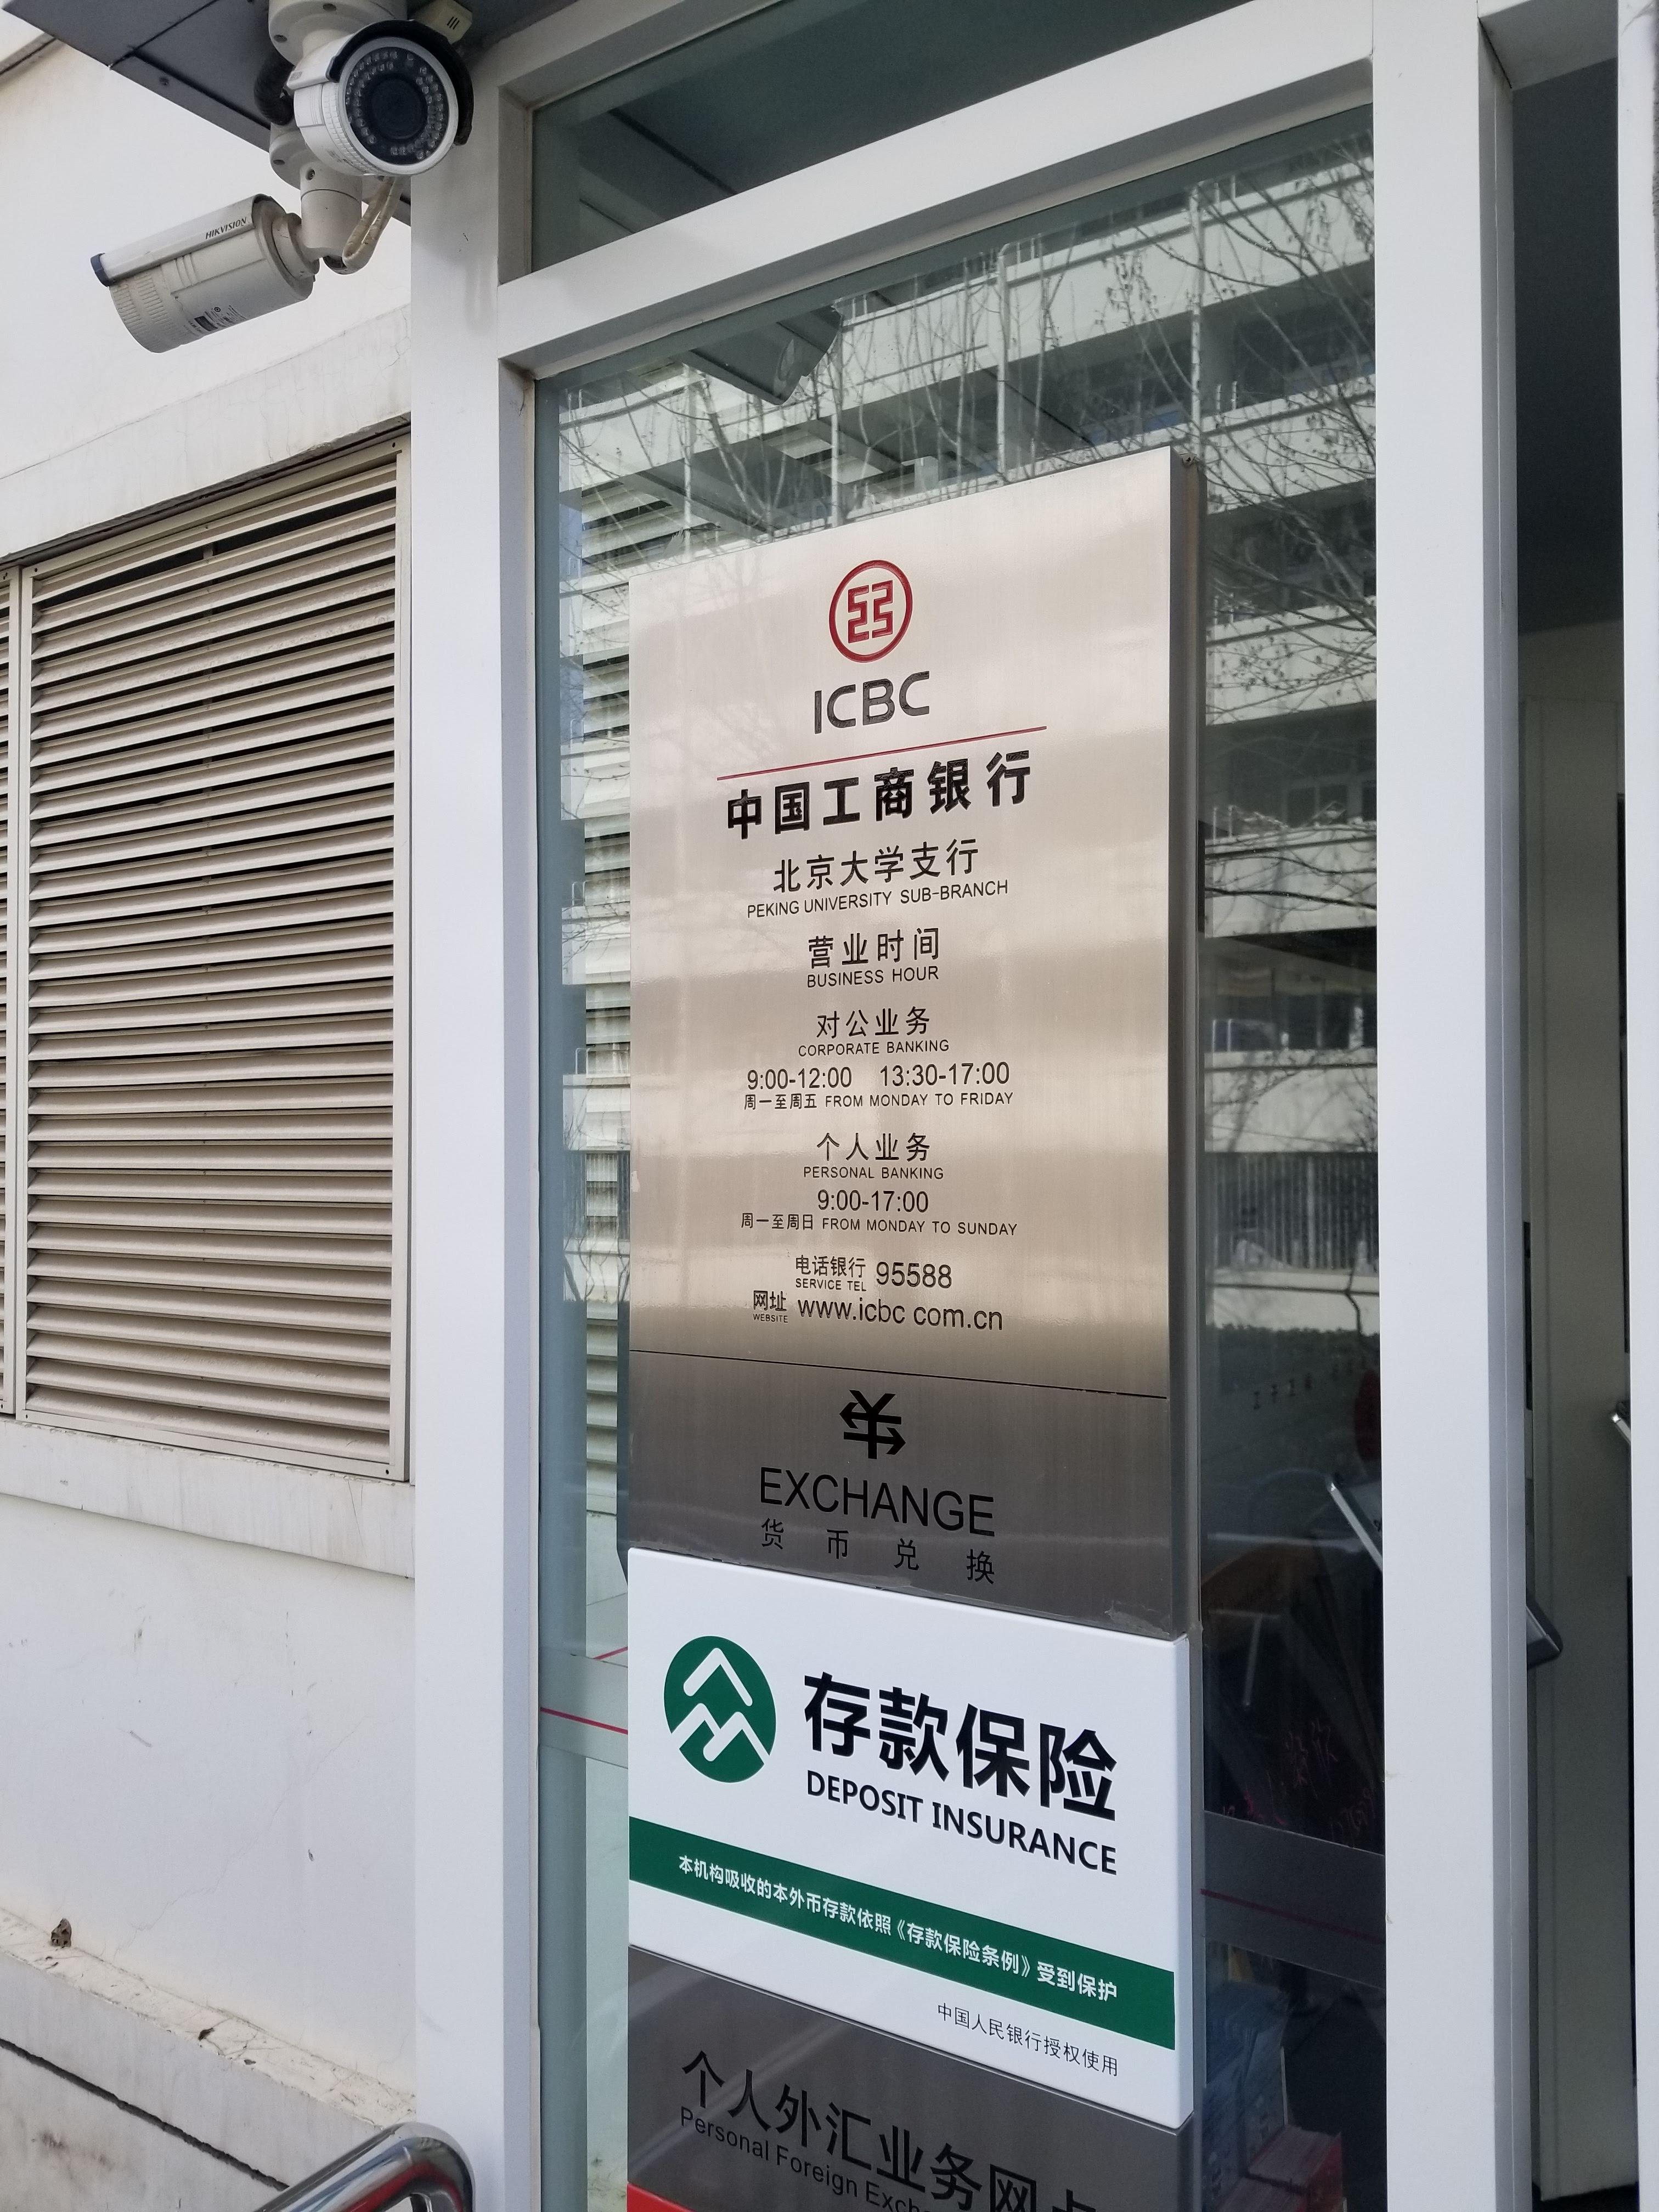 HIKVISION
ICBC
中国工商银行
北京大学支行
PEKING UNIVERSITY SUB-BRANCH
营业时间
BUSINESS HOUR
对公业务
CORPORATE BANKING
9:00-12:00 13:30-17:00
周一至周五 FROM MONDAY TO FRIDAY
个人业务
PERSONAL BANKING
9:00-17:00
周一至周日 FROM MONDAY TO SUNDAY
电话银行 95588
SERVICE TEL
网址 www.icbc com.cn
WEBSITE
EXCHANGE
货币兑换
存款保险
DEPOSIT INSURANCE
本机构吸收的本外币存款依照《存款保险条例》受到保护
中国人民银行授权使用
个人外汇业务网点
Personal Foreign Exch